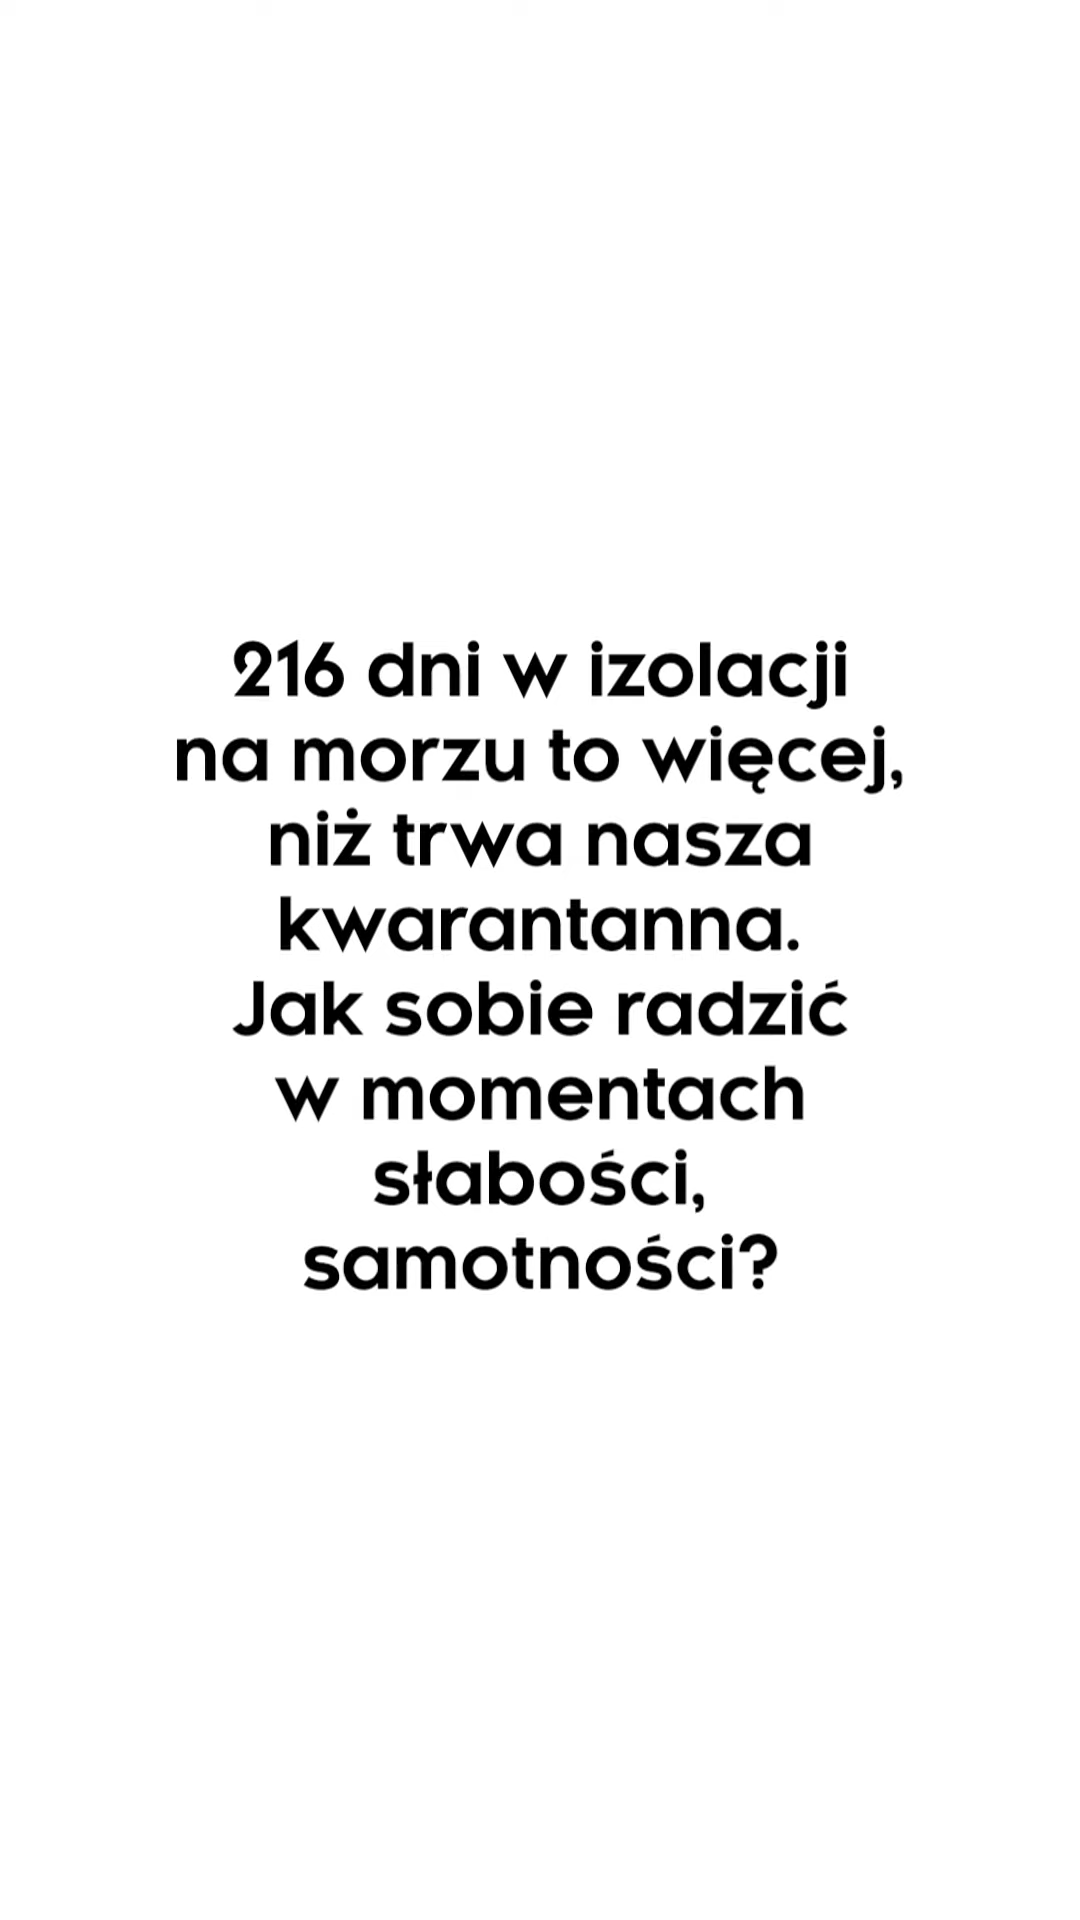 216 dni w izolacji
na morzu to więcej,
niż trwa nasza
kwarantanna.
Jak sobie radzić
w momentach
słabości,
samotności?